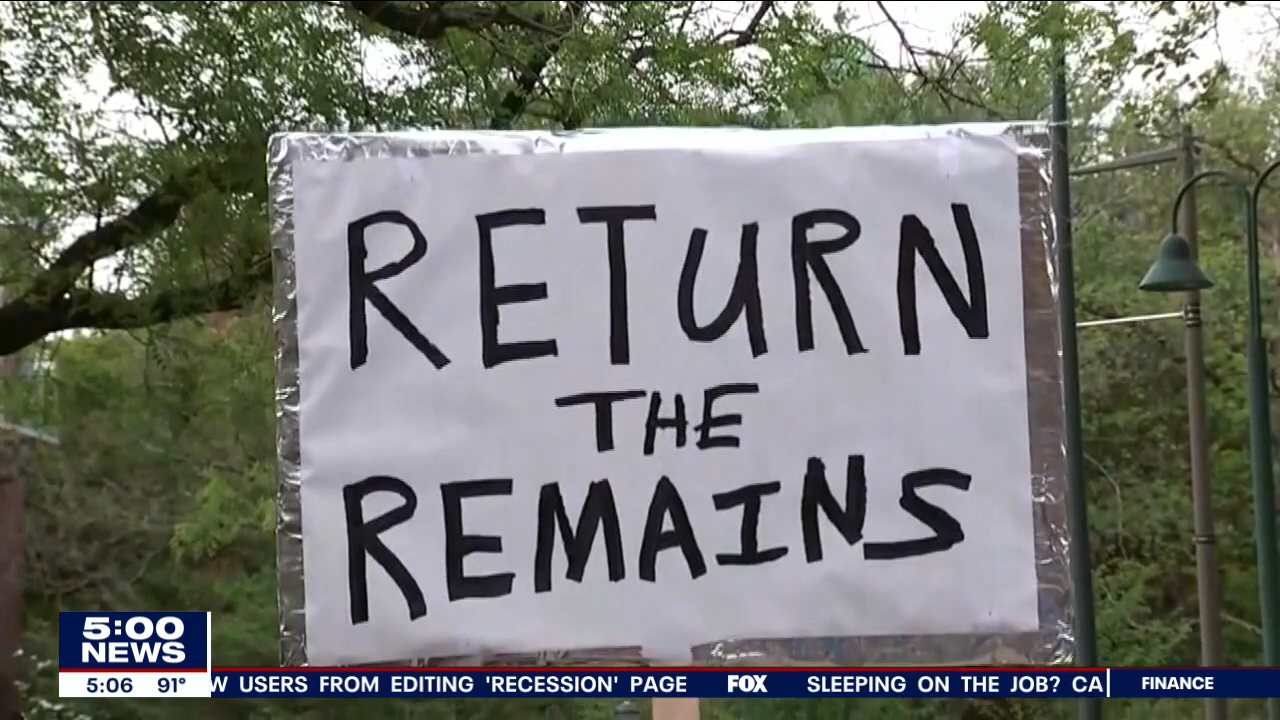 RETURN
THE
REMAINS
5:00
NEWS
5:06 91°
W USERS FROM EDITING 'RECESSION' PAGE FOX SLEEPING ON THE JOB? CA
FINANCE